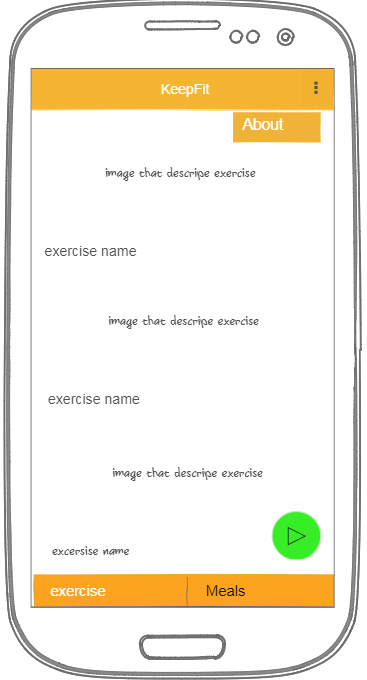 KeepFit
About
image that descripe exercise
exercise name
image that descripe exercise
exercise name
image that descripe exercise
excersise name
exercise
Meals